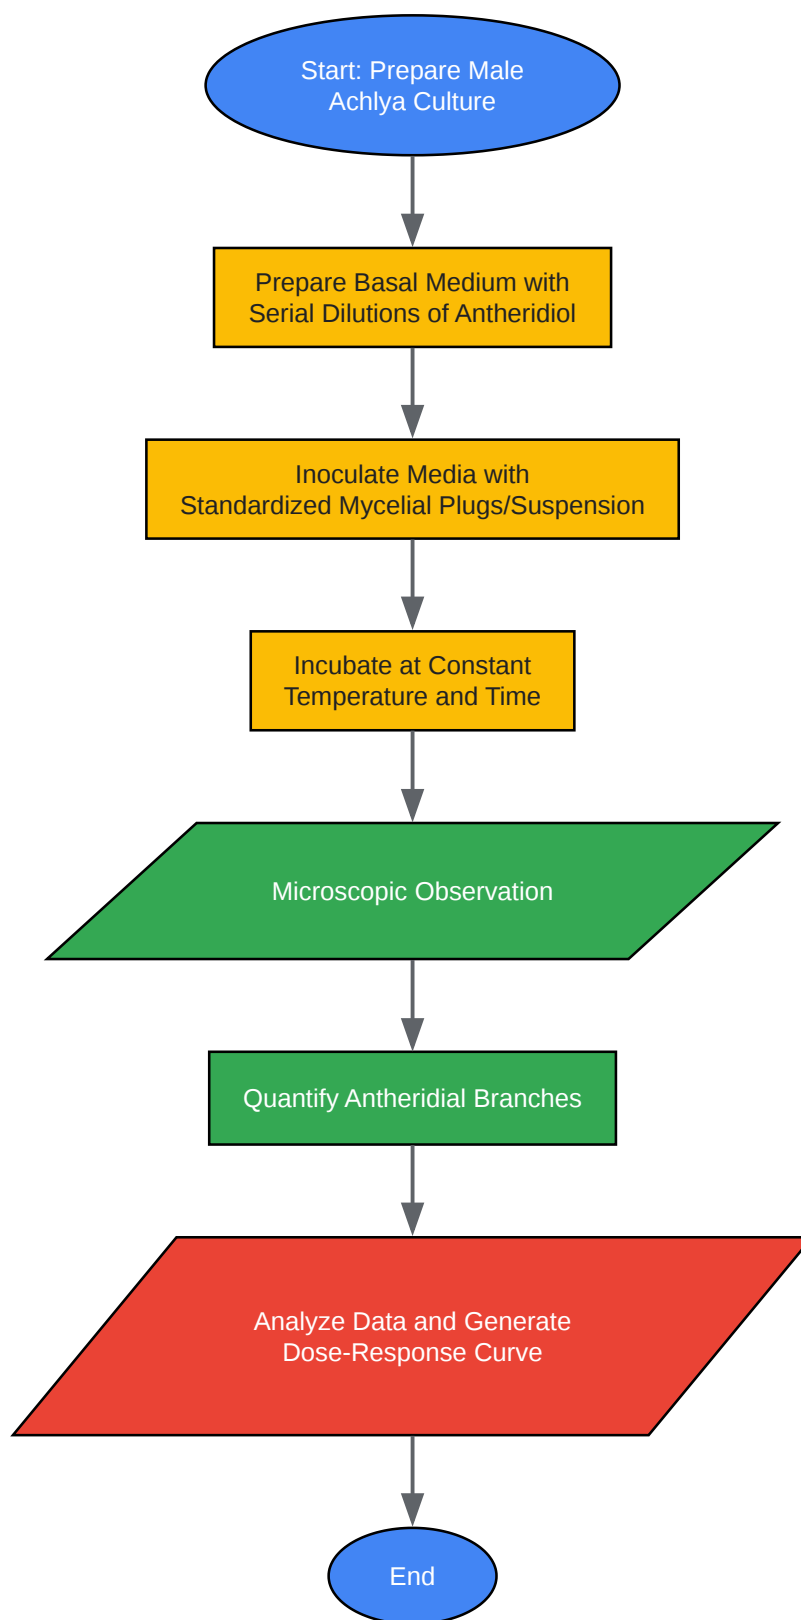 Start: Prepare Male
Achlya Culture
Prepare Basal Medium with
Serial Dilutions of Antheridiol
Inoculate Media with
Standardized Mycelial Plugs/Suspension
Incubate at Constant
Temperature and Time
Microscopic Observation
Quantify Antheridial Branches
Analyze Data and Generate
Dose-Response Curve
End